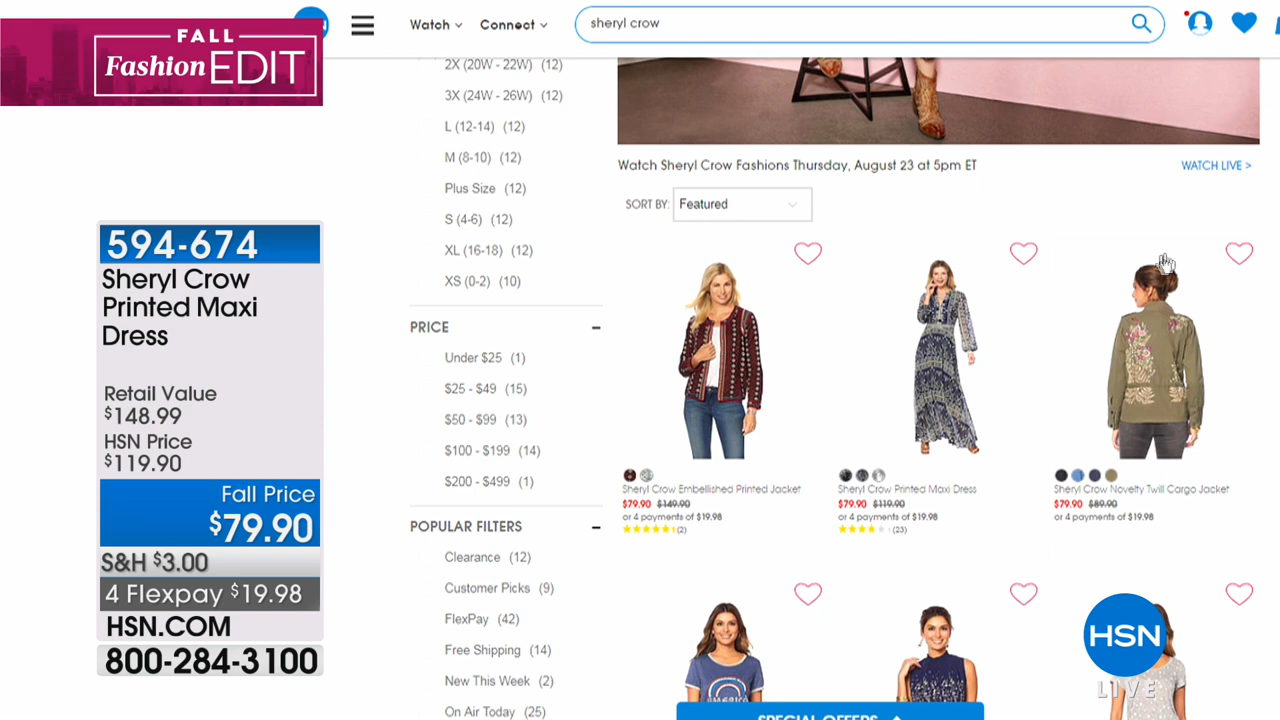 FALL
Fashion EDIT
Watch
Connect
sheryl crow
594-674
Sheryl Crow
Printed Maxi
Dress
Retail Value
$148.99
HSN Price
$119.90
Fall Price
$79.90
S&H $3.00
4 Flexpay $19.98
HSN.COM
800-284-3100
2X (20W - 22W) (12)
3X (24W - 26W) (12)
L (12-14) (12)
M (8-10) (12)
Plus Size (12)
S (4-6) (12)
XL (16-18) (12)
XS (0-2) (10)
PRICE
Under $25 (1)
$25 - $49 (15)
$50 - $99 (13)
$100 - $199 (14)
$200 - $499 (1)
POPULAR FILTERS
Clearance (12)
Customer Picks (9)
FlexPay (42)
Free Shipping (14)
New This Week (2)
On Air Today (25)
Watch Sheryl Crow Fashions Thursday, August 23 at 5pm ET
WATCH LIVE >
SORT BY: Featured
Sheryl Crow Embellished Printed Jacket
$79.90 $149.90
or 4 payments of $19.98
(2)
Sheryl Crow Printed Maxi Dress
$79.90 $119.90
or 4 payments of $19.98
(23)
Sheryl Crow Novelty Twill Cargo Jacket
$79.90 $89.90
or 4 payments of $19.98
AMERICA
SPECIAL OFFERS
HSN
LIVE